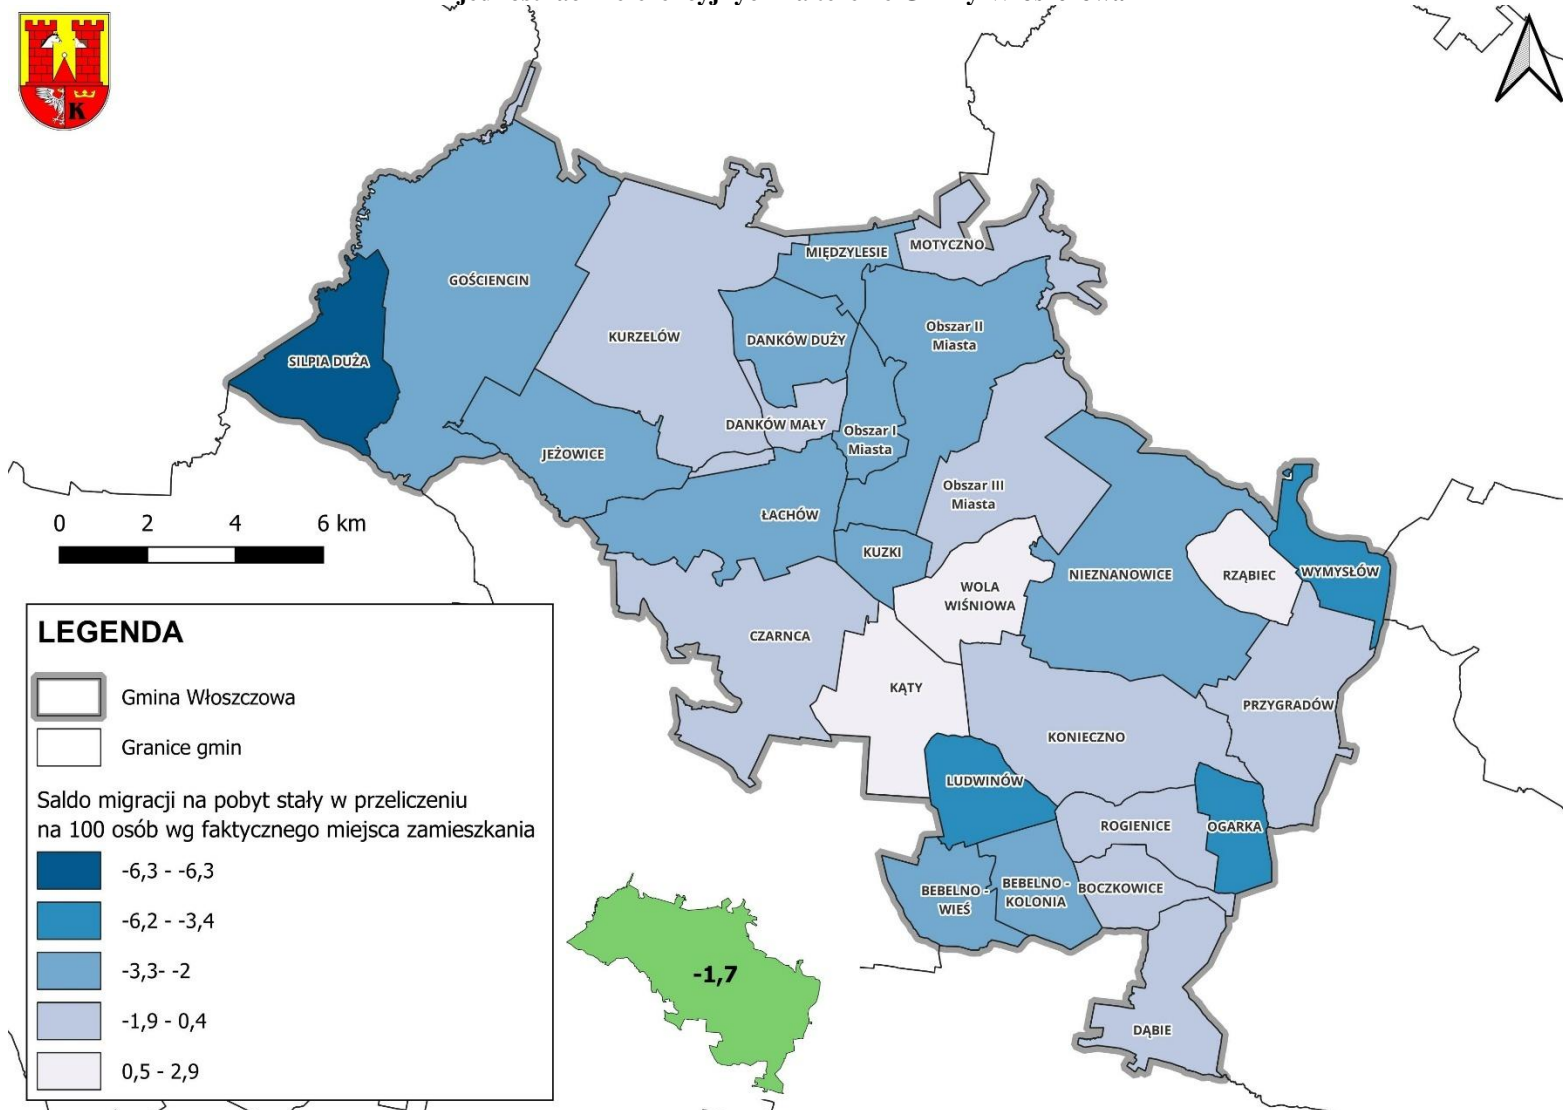 K
MOTYCZNO
MIĘDZYLESIE
GOŚCIENCIN
KURZELÓW
DANKÓW DUŻY
Obszar II
Miasta
SILPIA DUŻA
DANKÓW MAŁY
Obszar I
Miasta
JEŻOWICE
Obszar III
Miasta
ŁACHÓW
0 2 4 6 km
KUZKI
NIEZNANOWICE
RZĄBIEC
WYMYSŁÓW
WOLA
WIŚNIOWA
CZARNCA
KĄTY
PRZYGRADÓW
KONIECZNO
LUDWINÓW
ROGIENICE
OGARKA
BEBELNO -
WIEŚ
BEBELNO -
KOLONIA
BOCZKOWICE
DĄBIE
LEGENDA
Gmina Włoszczowa
Granice gmin
Saldo migracji na pobyt stały w przeliczeniu
na 100 osób wg faktycznego miejsca zamieszkania
-6,3 - -6,3
-6,2 - -3,4
-3,3- -2
-1,9 - 0,4
0,5 - 2,9
-1,7